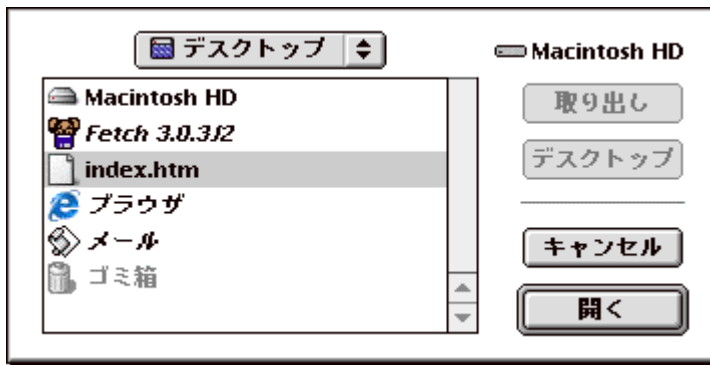 デスクトップ
Macintosh HD
Macintosh HD
Fetch 3.0.3J2
index.htm
ブラウザ
メール
ゴミ箱
取り出し
デスクトップ
キャンセル
開く